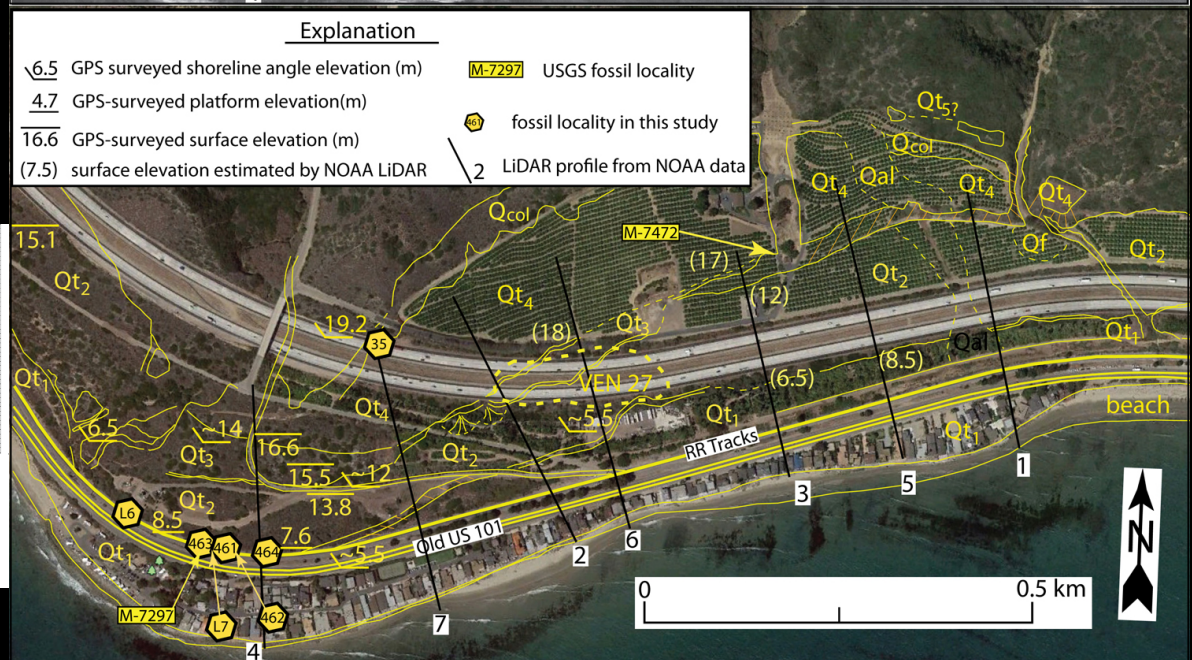 Explanation
6.5 GPS surveyed shoreline angle elevation (m)
4.7 GPS-surveyed platform elevation(m)
16.6 GPS-surveyed surface elevation (m)
(7.5) surface elevation estimated by NOAA LiDAR
M-7297 USGS fossil locality
461 fossil locality in this study
2 LiDAR profile from NOAA data
Qt5?
Qcol
Qt4
Qal
Qt4
Qt4
Qcol
15.1
M-7472
Qf
Qt2
(17)
Qt2
Qt2
Qt4
(12)
19.2
35
(18)
Qt3
Qt1
Qal
(8.5)
Qt1
VEN 27
(6.5)
Qt4
~5.5
Qt1
beach
6.5
~14
16.6
Qt3
Qt2
RR Tracks
Qt1
15.5
~12
1
5
3
Qt2
13.8
L6
8.5
463
461
464
7.6
~5.5
Old US 101
2
6
Qt1
M-7297
L7
462
7
4
0
0.5 km
N